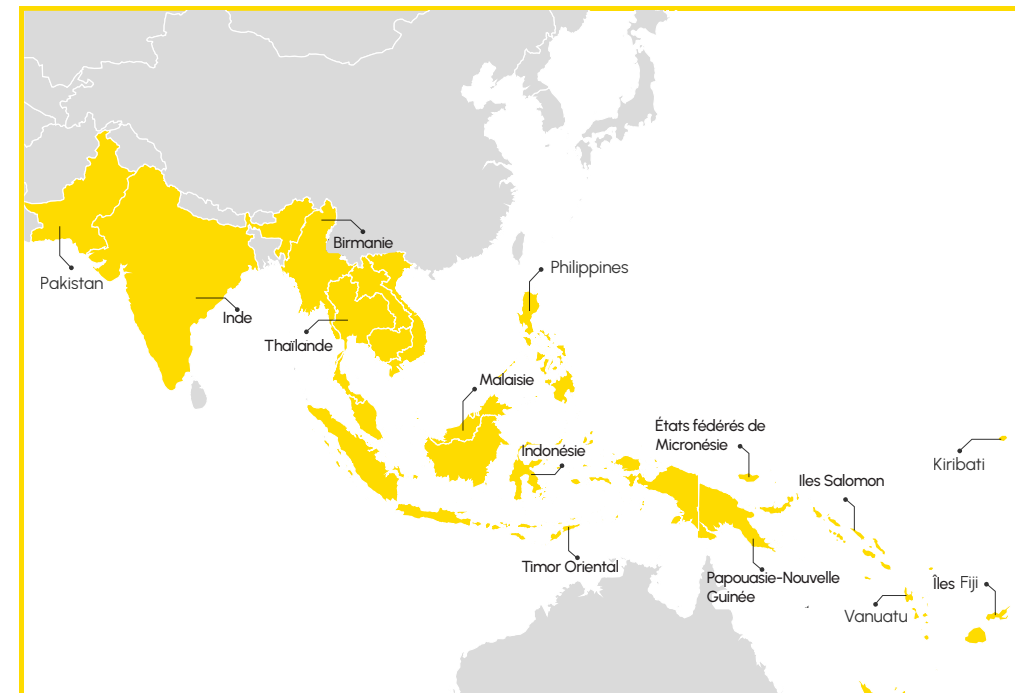 Birmanie
Philippines
Pakistan
Inde
Thaïlande
Malaisie
États fédérés de
Micronésie
Indonésie
Kiribati
Iles Salomon
Timor Oriental
Papouasie-Nouvelle
Guinée
Îles Fiji
Vanuatu